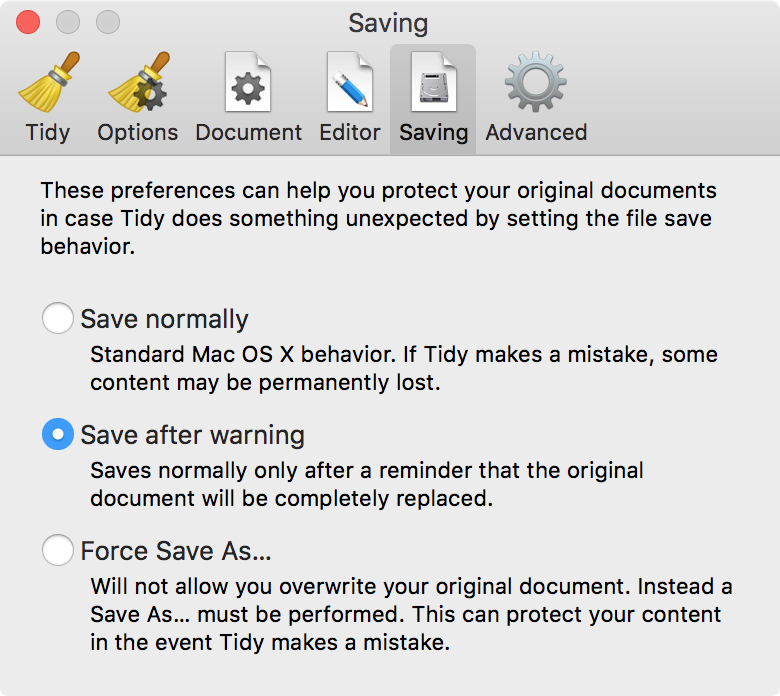 Saving
Tidy Options Document Editor Saving Advanced
These preferences can help you protect your original documents
in case Tidy does something unexpected by setting the file save
behavior.
Save normally
Standard Mac OS X behavior. If Tidy makes a mistake, some
content may be permanently lost.
Save after warning
Saves normally only after a reminder that the original
document will be completely replaced.
Force Save As...
Will not allow you overwrite your original document. Instead a
Save As... must be performed. This can protect your content
in the event Tidy makes a mistake.